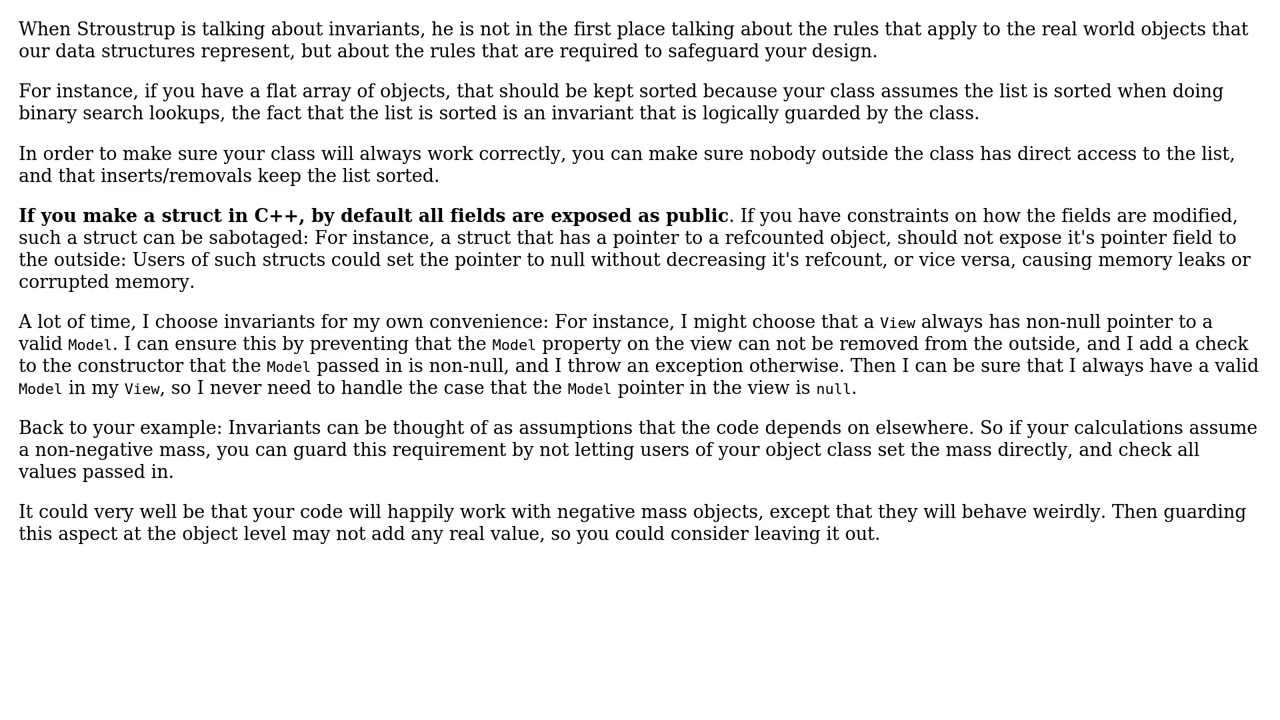 When Stroustrup is talking about invariants, he is not in the first place talking about the rules that apply to the real world objects that
our data structures represent, but about the rules that are required to safeguard your design.
For instance, if you have a flat array of objects, that should be kept sorted because your class assumes the list is sorted when doing
binary search lookups, the fact that the list is sorted is an invariant that is logically guarded by the class.
In order to make sure your class will always work correctly, you can make sure nobody outside the class has direct access to the list,
and that inserts/removals keep the list sorted.
If you make a struct in C++, by default all fields are exposed as public. If you have constraints on how the fields are modified,
such a struct can be sabotaged: For instance, a struct that has a pointer to a refcounted object, should not expose it's pointer field to
the outside: Users of such structs could set the pointer to null without decreasing it's refcount, or vice versa, causing memory leaks or
corrupted memory.
A lot of time, I choose invariants for my own convenience: For instance, I might choose that a View always has non-null pointer to a
valid Model. I can ensure this by preventing that the Model property on the view can not be removed from the outside, and I add a check
to the constructor that the Model passed in is non-null, and I throw an exception otherwise. Then I can be sure that I always have a valid
Model in my View, so I never need to handle the case that the Model pointer in the view is null.
Back to your example: Invariants can be thought of as assumptions that the code depends on elsewhere. So if your calculations assume
a non-negative mass, you can guard this requirement by not letting users of your object class set the mass directly, and check all
values passed in.
It could very well be that your code will happily work with negative mass objects, except that they will behave weirdly. Then guarding
this aspect at the object level may not add any real value, so you could consider leaving it out.